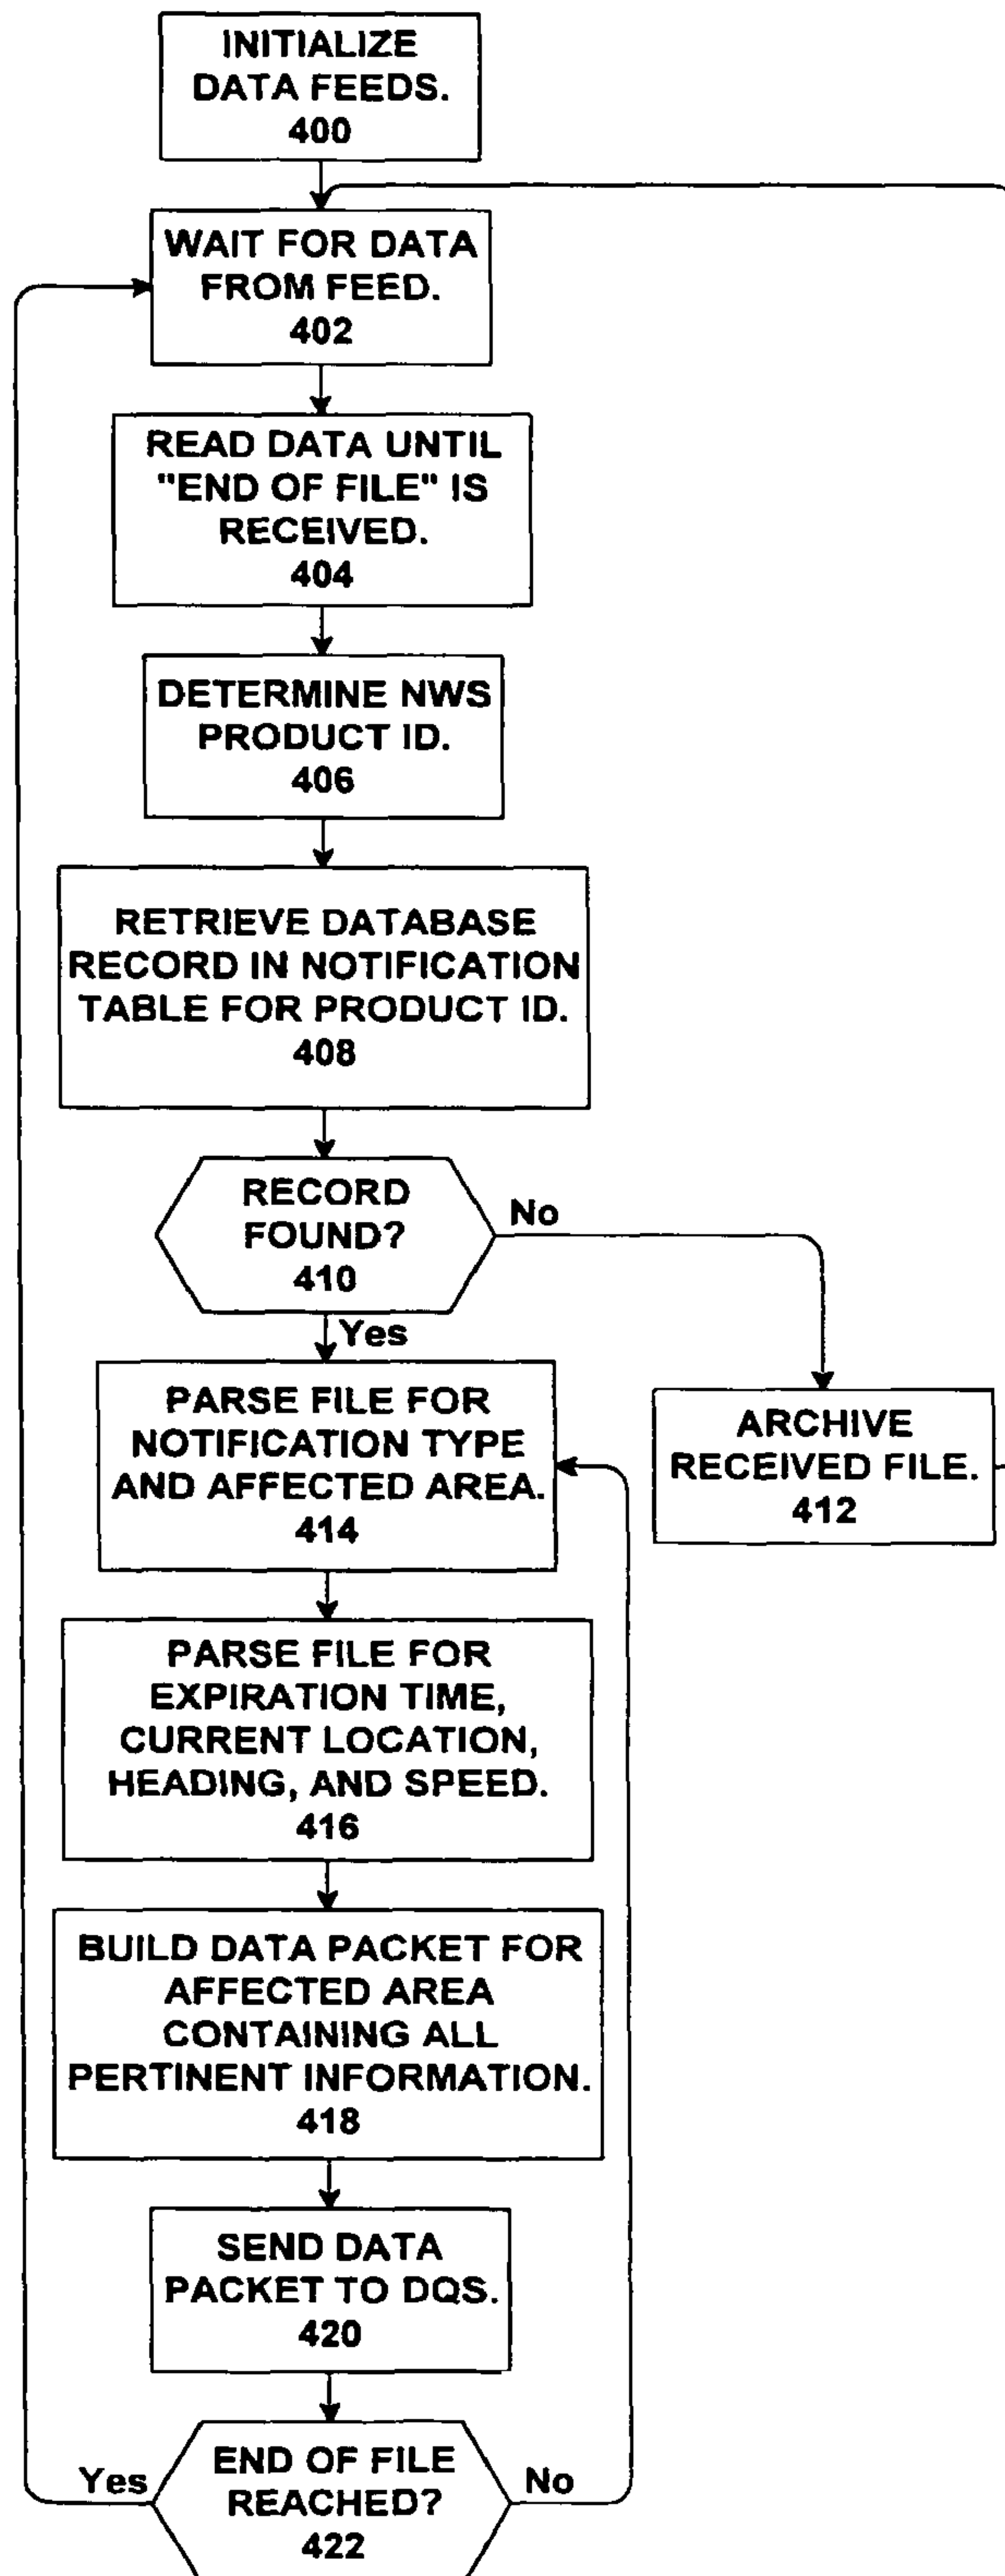 INITIALIZE
DATA FEEDS.
400
WAIT FOR DATA
FROM FEED.
402
READ DATA UNTIL
"END OF FILE" IS
RECEIVED.
404
DETERMINE NWS
PRODUCT ID.
406
RETRIEVE DATABASE
RECORD IN NOTIFICATION
TABLE FOR PRODUCT ID.
408
RECORD
FOUND?
410
No
Yes
PARSE FILE FOR
NOTIFICATION TYPE
AND AFFECTED AREA.
414
ARCHIVE
RECEIVED FILE.
412
PARSE FILE FOR
EXPIRATION TIME,
CURRENT LOCATION,
HEADING, AND SPEED.
416
BUILD DATA PACKET FOR
AFFECTED AREA
CONTAINING ALL
PERTINENT INFORMATION.
418
SEND DATA
PACKET TO DQS.
420
END OF FILE
REACHED?
422
Yes
No